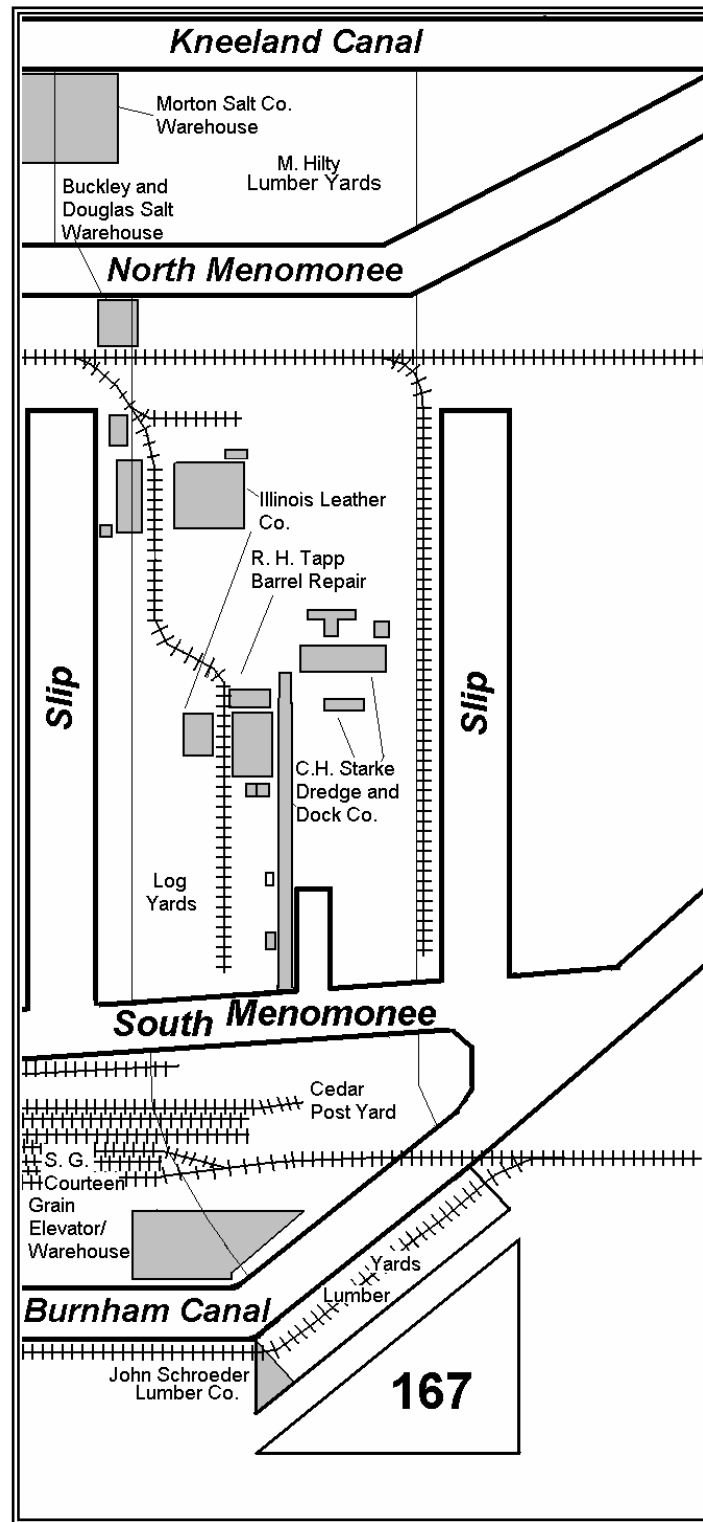 Kneeland Canal
Morton Salt Co.
Warehouse
M. Hilty
Lumber Yards
Buckley and
Douglas Salt
Warehouse
North Menomonee
Illinois Leather
Co.
R. H. Tapp
Barrel Repair
Slip
Slip
C.H. Starke
Dredge and
Dock Co.
Log
Yards
South Menomonee
Cedar
Post Yard
S. G.
Courteen
Grain
Elevator/
Warehouse
Yards
Lumber
Burnham Canal
John Schroeder
Lumber Co.
167